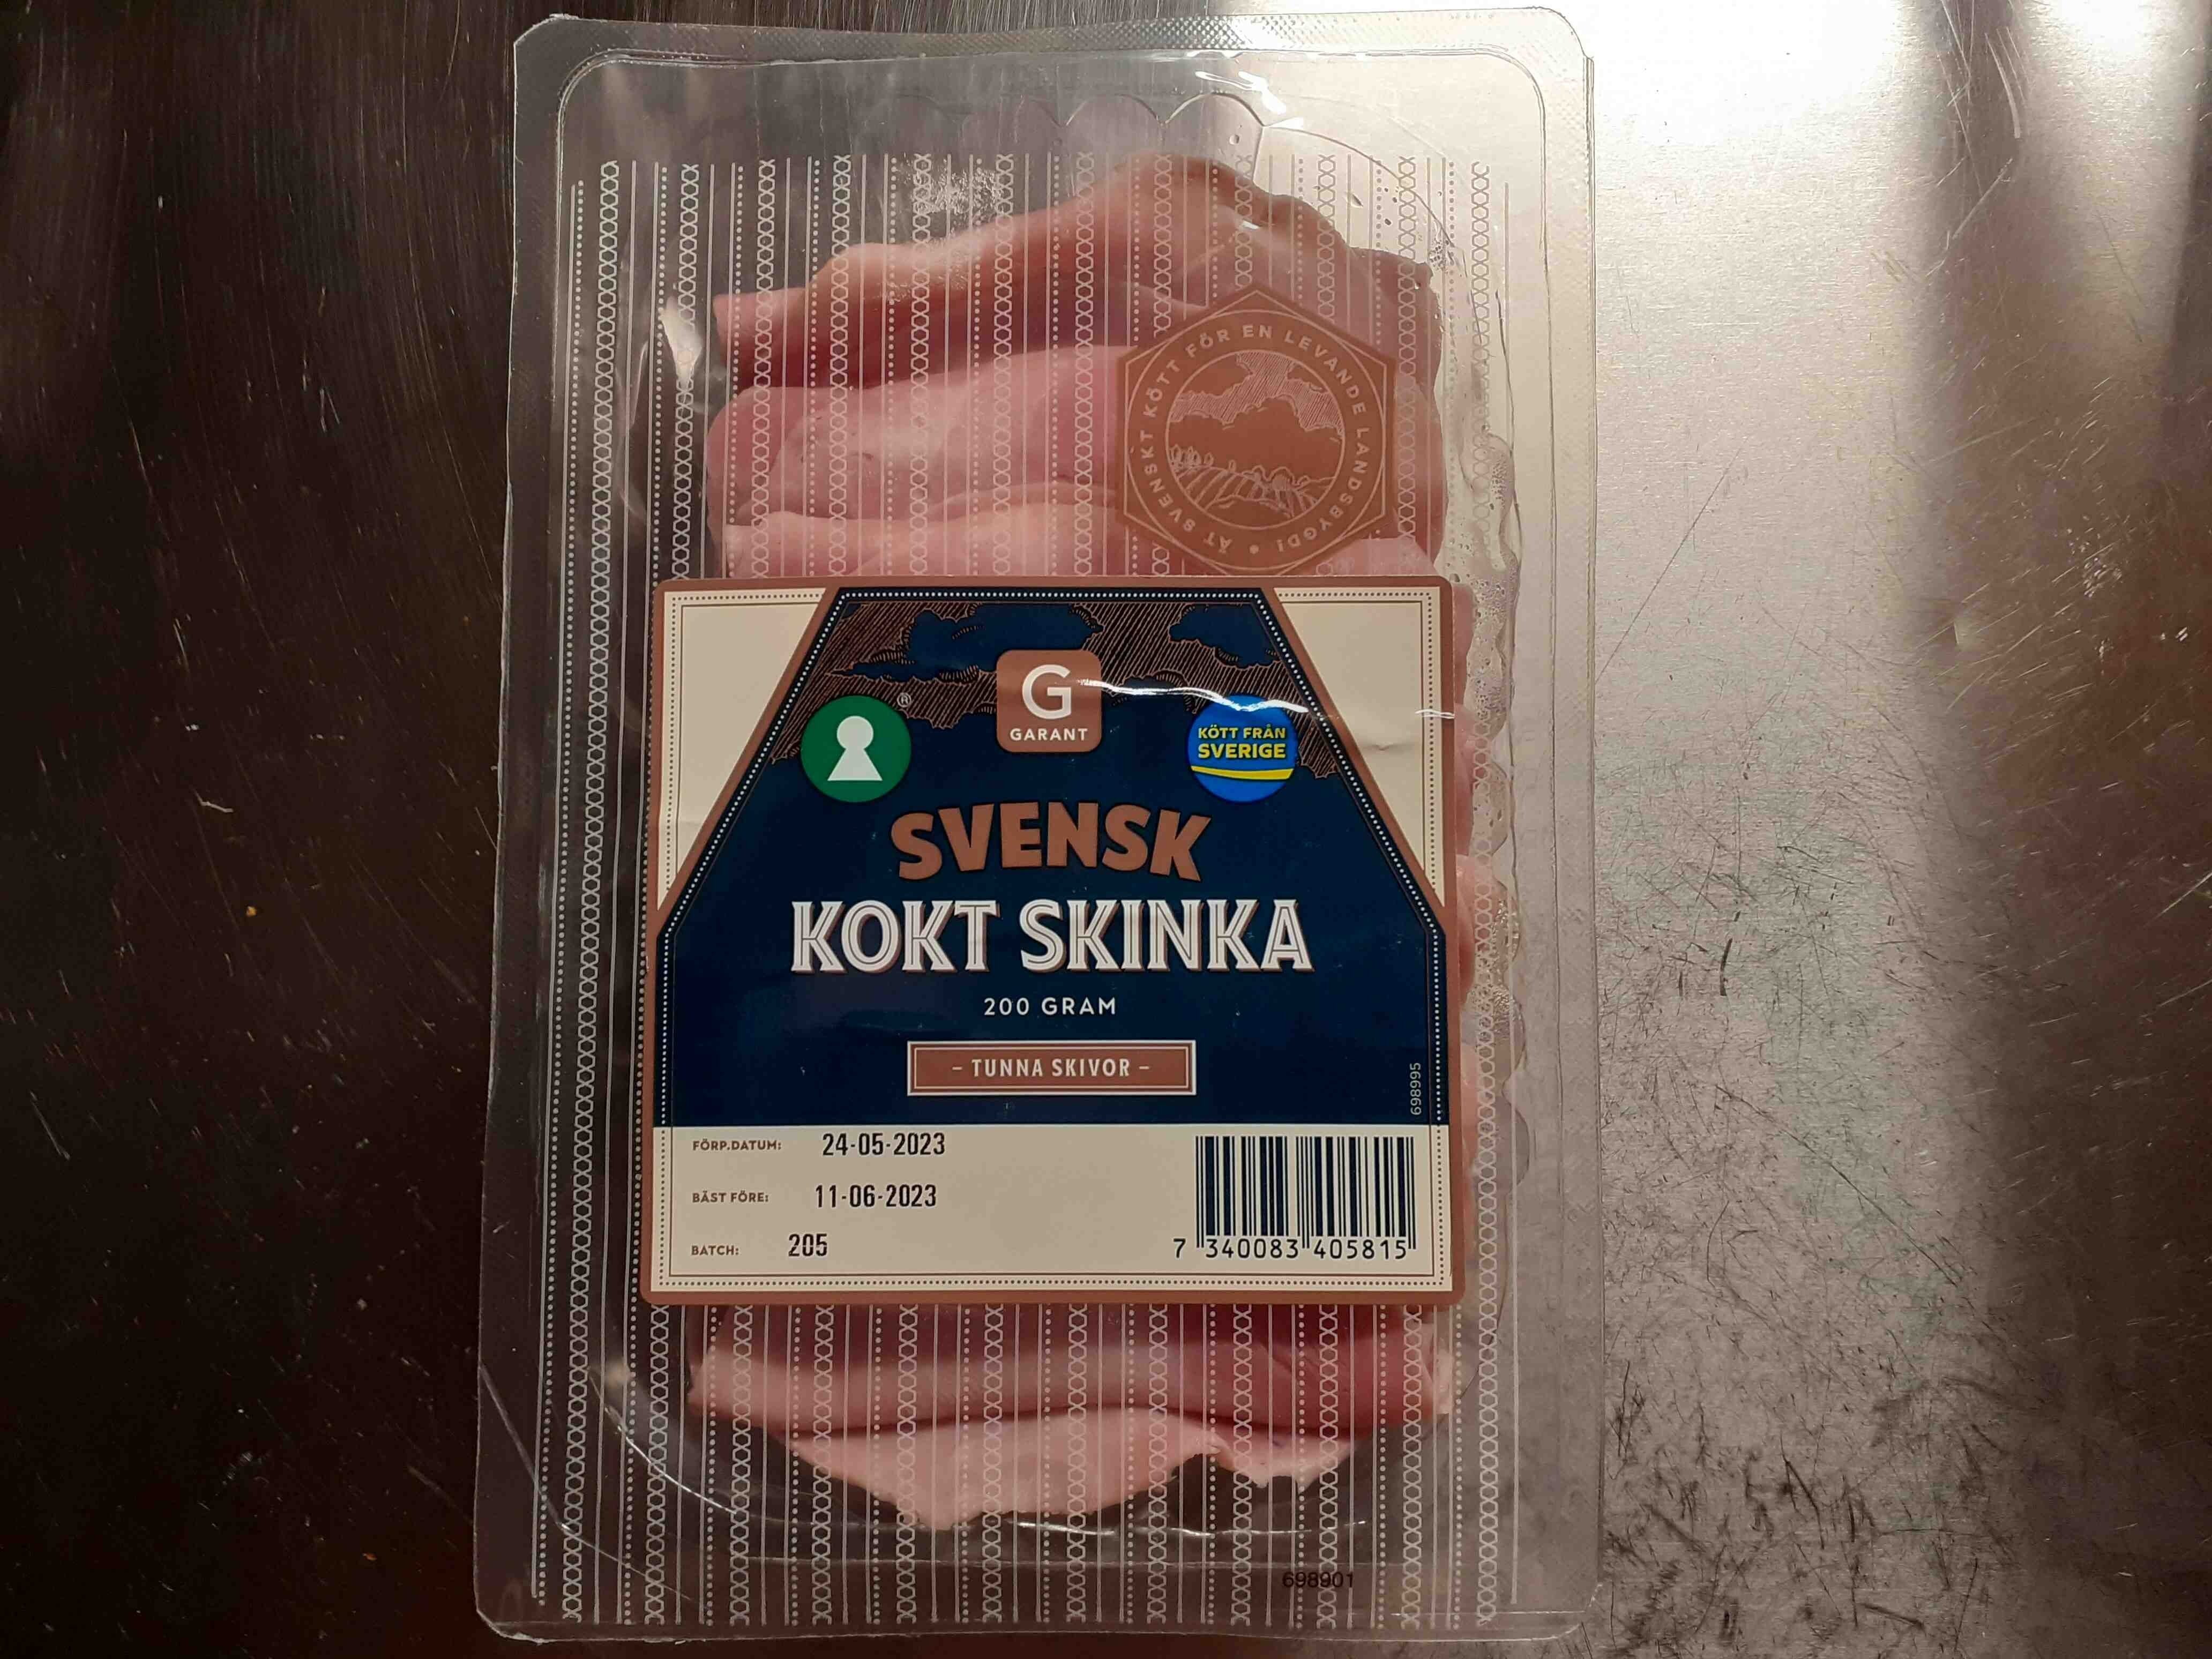 ÄT SVENSKT KÖTT FÖR EN LEVANDE LANDSBYGD!
G
®
GARANT
KÖTT FRÅN
SVERIGE
SVENSK
KOKT SKINKA
200 GRAM
- TUNNA SKIVOR -
698995
FÖRP.DATUM: 24-05-2023
BÄST FÖRE: 11-06-2023
BATCH: 205
7 340083 405815
698901